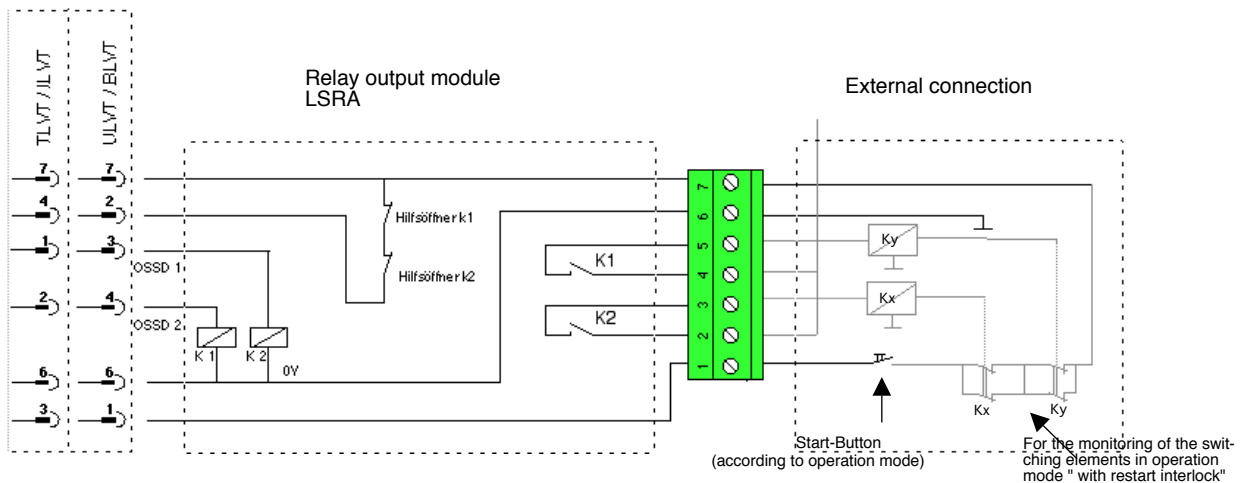 TLVT / ILVT
ULVT / BLVT
Relay output module
LSRA
External connection
7
7
4
2
1
3
OSSD 1
2
4
OSSD 2
K 1
K 2
0V
6
6
3
1
Hilfsöffner k1
Hilfsöffner k2
K1
K2
7
6
5
4
3
2
1
Ky
Kx
Kx
Ky
Start-Button
(according to operation mode)
For the monitoring of the swit-
ching elements in operation
mode " with restart interlock"